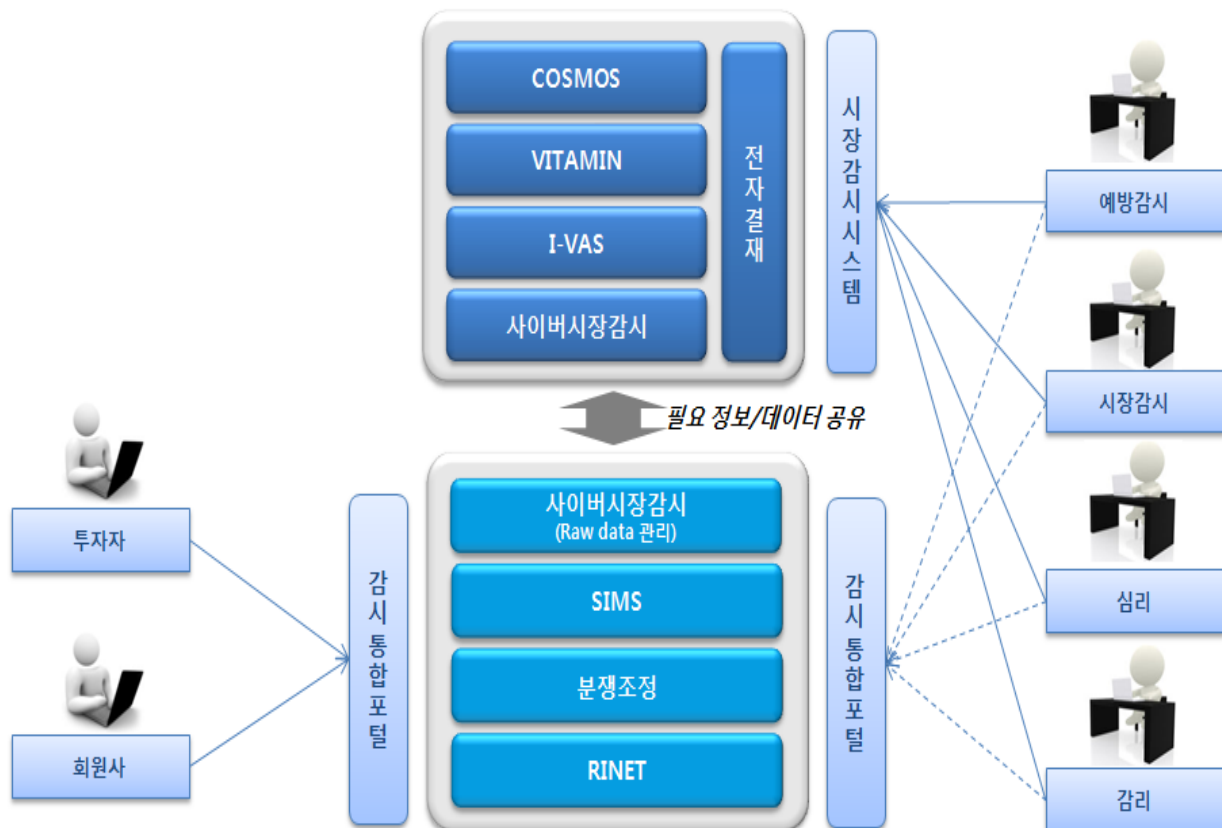 COSMOS
VITAMIN
I-VAS
사이버시장감시
전자결재
시장감시시스템
예방감시
시장감시
심리
감리
필요 정보/데이터 공유
투자자
회원사
감시통합포털
사이버시장감시
(Raw data 관리)
SIMS
분쟁조정
RINET
감시통합포털